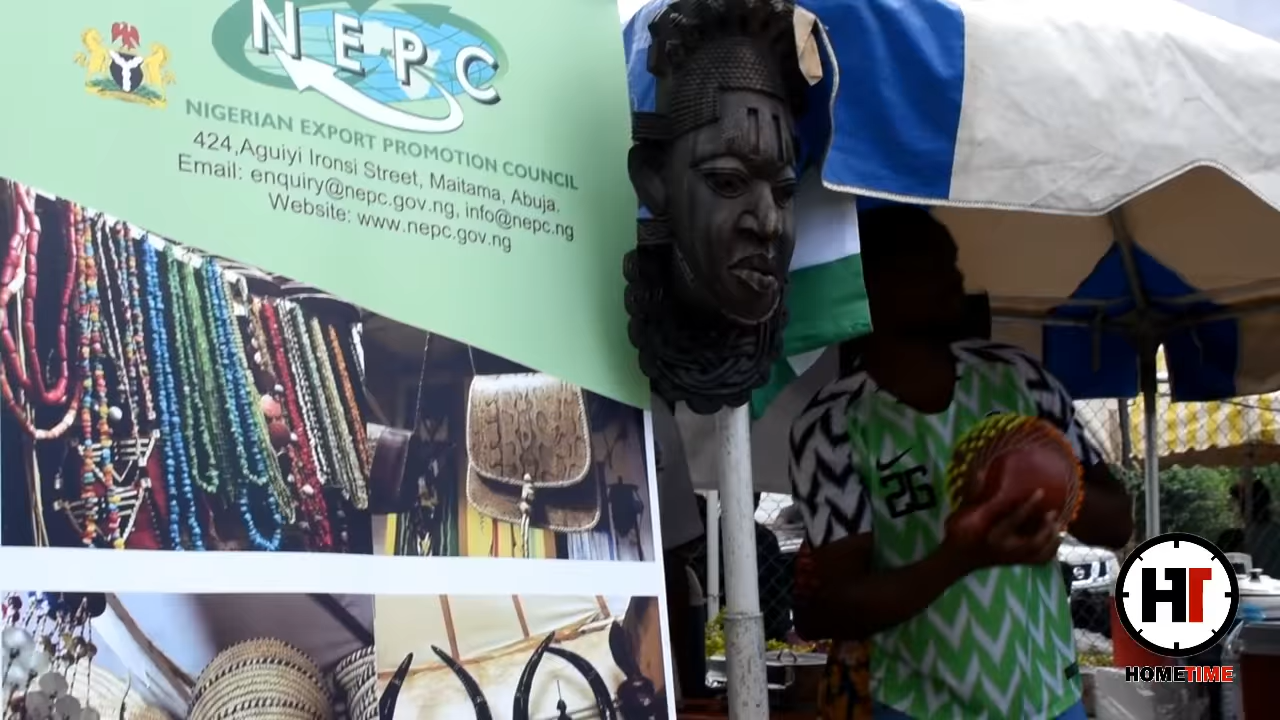 NEPC
NIGERIAN EXPORT PROMOTION COUNCIL
424,Aguiyi Ironsi Street, Maitama, Abuja.
Email: enquiry@nepc.gov.ng, info@nepc.ng
Website: www.nepc.gov.ng
26
HT
HOMETIME